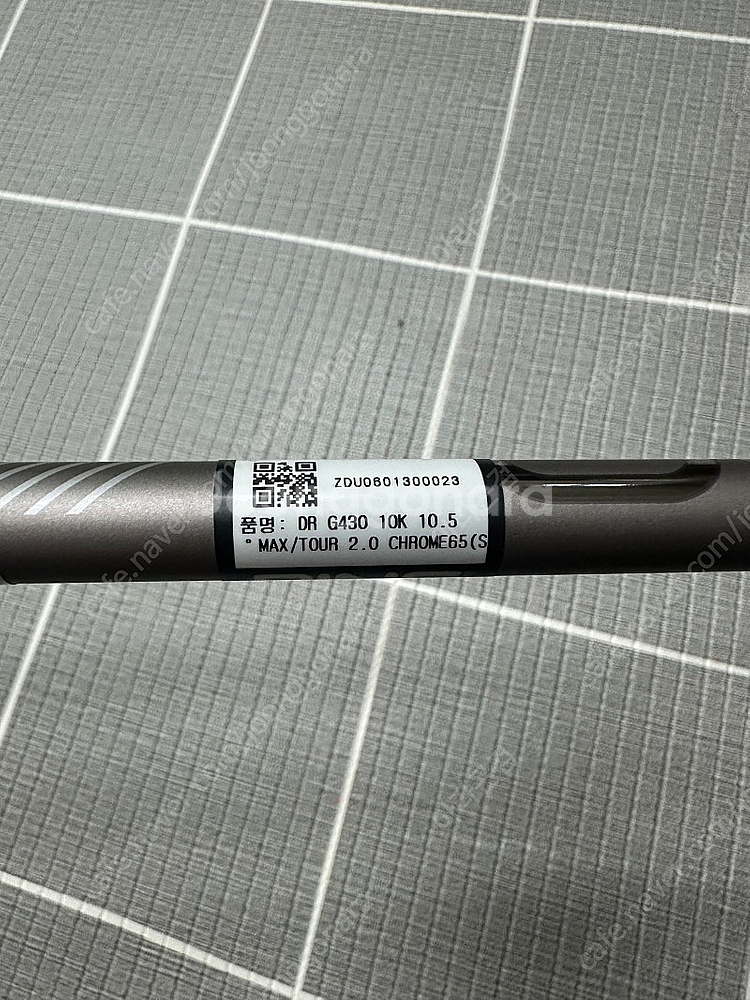 ZDU0601300023
품명: DR G430 10K 10.5
° MAX/TOUR 2.0 CHROME65(S